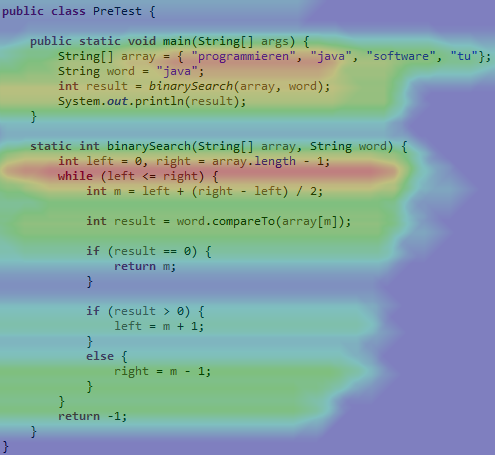 public class PreTest {
public static void main(String[] args) {
String[] array = { "programmieren", "java", "software", "tu"};
String word = "java";
int result = binarySearch(array, word);
System.out.println(result);
}
static int binarySearch(String[] array, String word) {
int left = 0, right = array.length - 1;
while (left <= right) {
int m = left + (right - left) / 2;
int result = word.compareTo(array[m]);
if (result == 0) {
return m;
}
if (result > 0) {
left = m + 1;
}
else {
right = m - 1;
}
}
return -1;
}
}